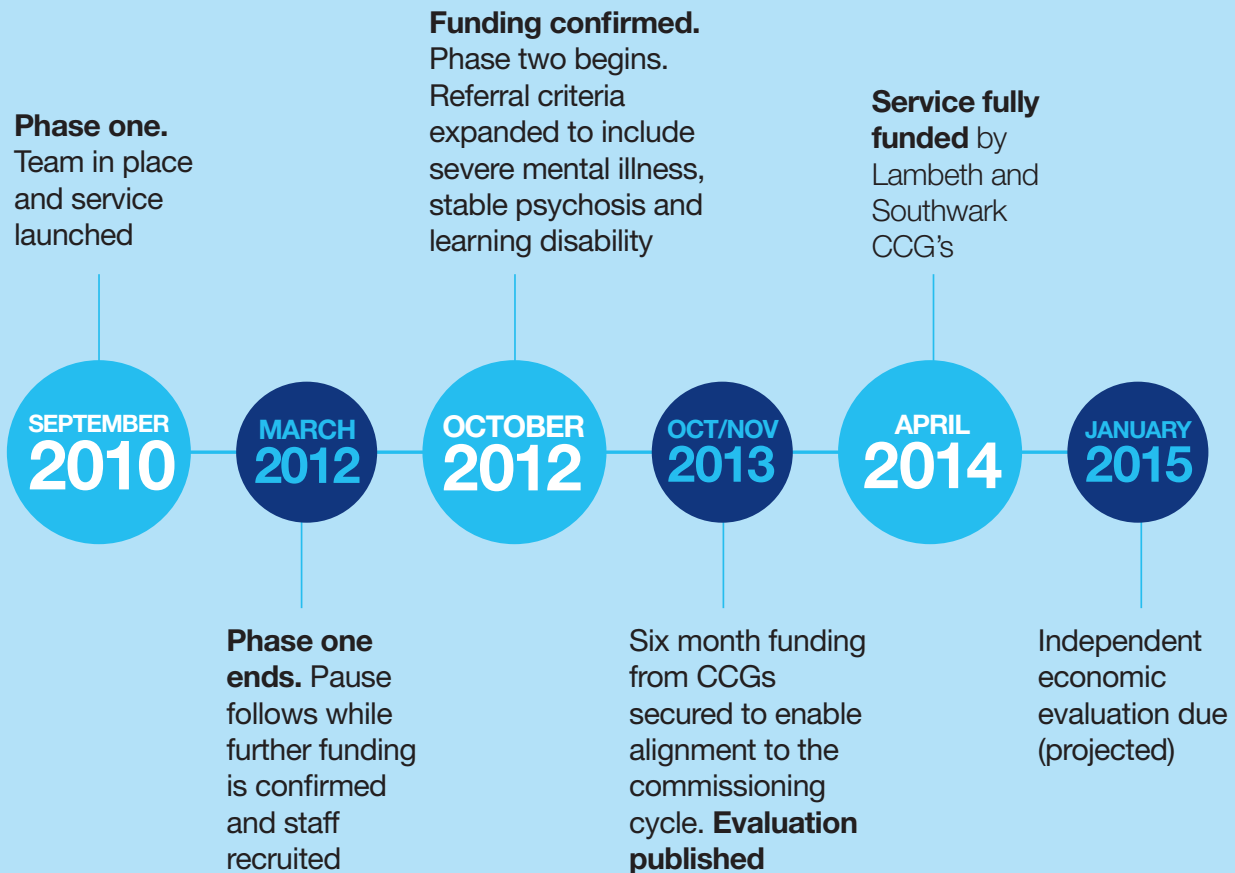 Phase one.
Team in place
and service
launched
Funding confirmed.
Phase two begins.
Referral criteria
expanded to include
severe mental illness,
stable psychosis and
learning disability
Service fully
funded by
Lambeth and
Southwark
CCG's
SEPTEMBER
2010
MARCH
2012
OCTOBER
2012
OCT/NOV
2013
APRIL
2014
JANUARY
2015
Phase one
ends. Pause
follows while
further funding
is confirmed
and staff
recruited
Six month funding
from CCGs
secured to enable
alignment to the
commissioning
cycle. Evaluation
published
Independent
economic
evaluation due
(projected)